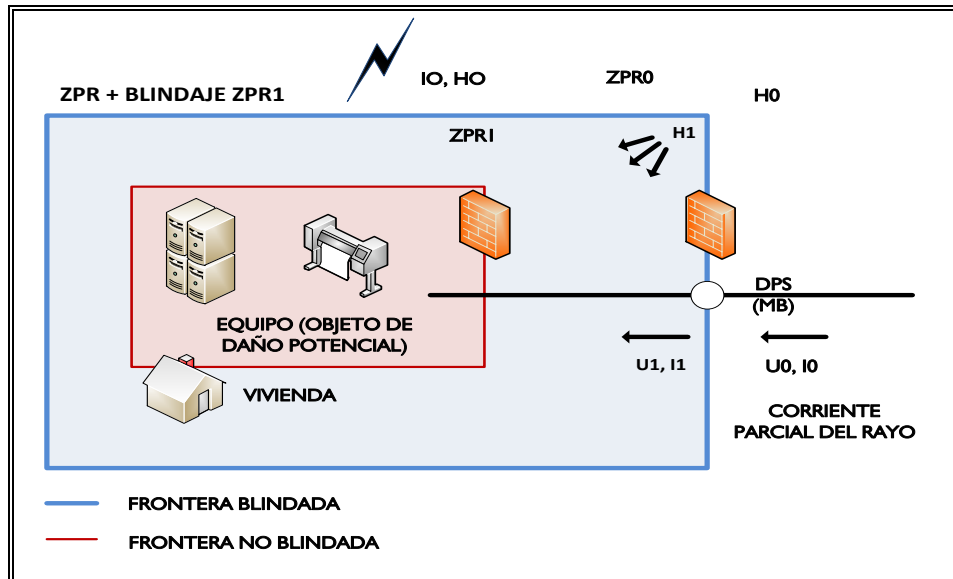 IO, HO
ZPR0
H0
ZPR + BLINDAJE ZPR1
ZPR1
H1
DPS
(MB)
EQUIPO (OBJETO DE
DAÑO POTENCIAL)
U1, I1
U0, I0
VIVIENDA
CORRIENTE
PARCIAL DEL RAYO
FRONTERA BLINDADA
FRONTERA NO BLINDADA